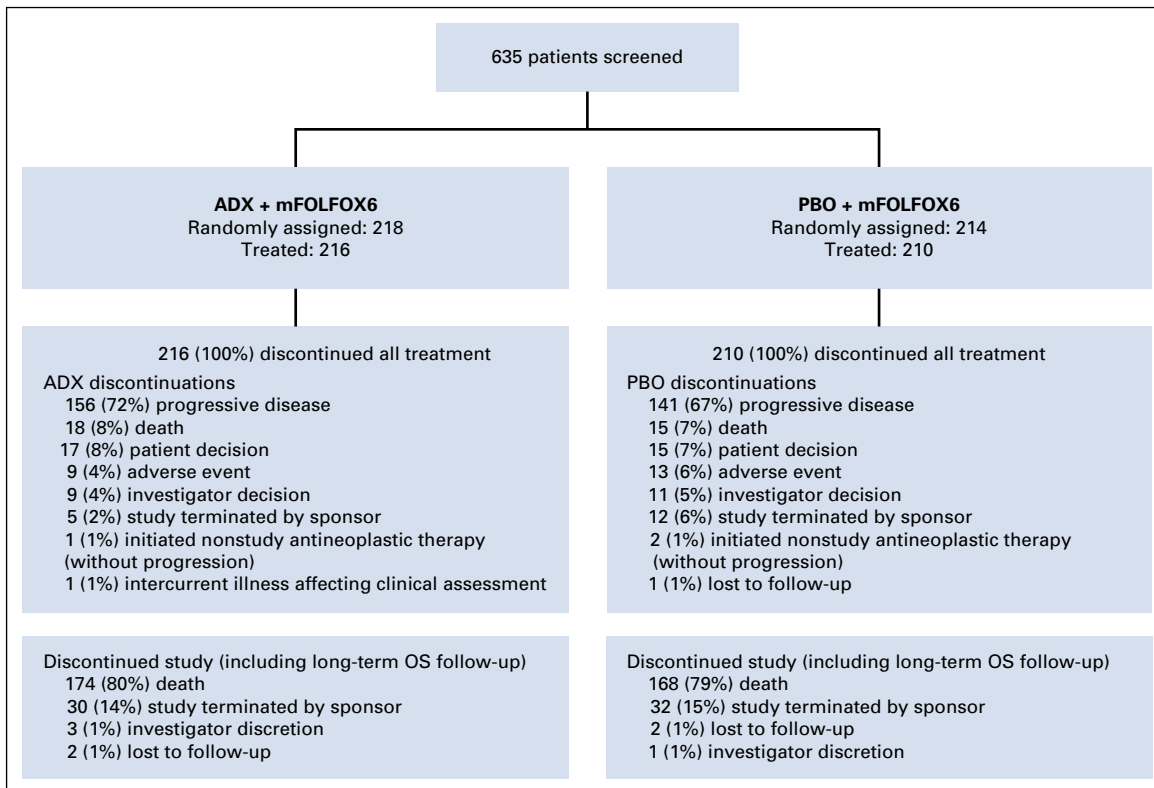 635 patients screened
ADX + mFOLFOX6
Randomly assigned: 218
Treated: 216
PBO + mFOLFOX6
Randomly assigned: 214
Treated: 210
216 (100%) discontinued all treatment
ADX discontinuations
156 (72%) progressive disease
18 (8%) death
17 (8%) patient decision
9 (4%) adverse event
9 (4%) investigator decision
5 (2%) study terminated by sponsor
1 (1%) initiated nonstudy antineoplastic therapy
(without progression)
1 (1%) intercurrent illness affecting clinical assessment
210 (100%) discontinued all treatment
PBO discontinuations
141 (67%) progressive disease
15 (7%) death
15 (7%) patient decision
13 (6%) adverse event
11 (5%) investigator decision
12 (6%) study terminated by sponsor
2 (1%) initiated nonstudy antineoplastic therapy
(without progression)
1 (1%) lost to follow-up
Discontinued study (including long-term OS follow-up)
174 (80%) death
30 (14%) study terminated by sponsor
3 (1%) investigator discretion
2 (1%) lost to follow-up
Discontinued study (including long-term OS follow-up)
168 (79%) death
32 (15%) study terminated by sponsor
2 (1%) lost to follow-up
1 (1%) investigator discretion